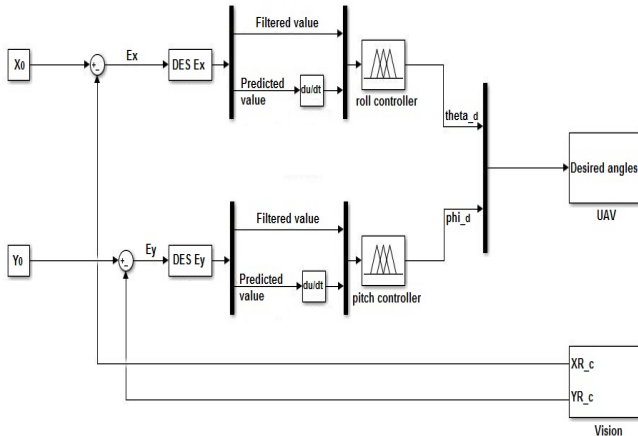 X0
+_
Ex
DES Ex
Filtered value
Predicted
value
du/dt
roll controller
theta_d
Desired angles
UAV
Y0
+_
Ey
DES Ey
Filtered value
Predicted
value
du/dt
pitch controller
phi_d
XR_c
YR_c
Vision